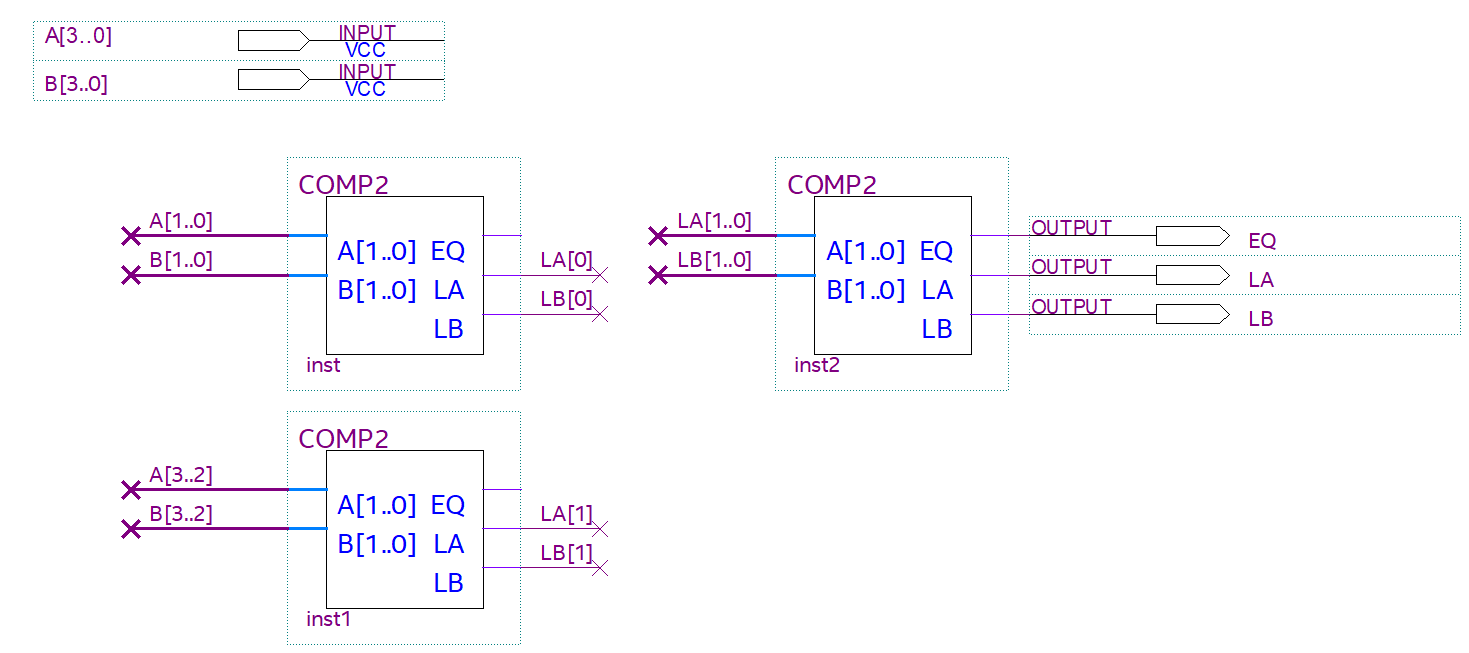 A[3..0] INPUT
VCC
B[3..0] INPUT
VCC
COMP2
A[1..0]
B[1..0]
A[1..0] EQ
B[1..0] LA
LB
LA[0]
LB[0]
inst
COMP2
LA[1..0]
LB[1..0]
A[1..0] EQ
B[1..0] LA
LB
inst2
OUTPUT EQ
OUTPUT LA
OUTPUT LB
COMP2
A[3..2]
B[3..2]
A[1..0] EQ
B[1..0] LA
LB
LA[1]
LB[1]
inst1